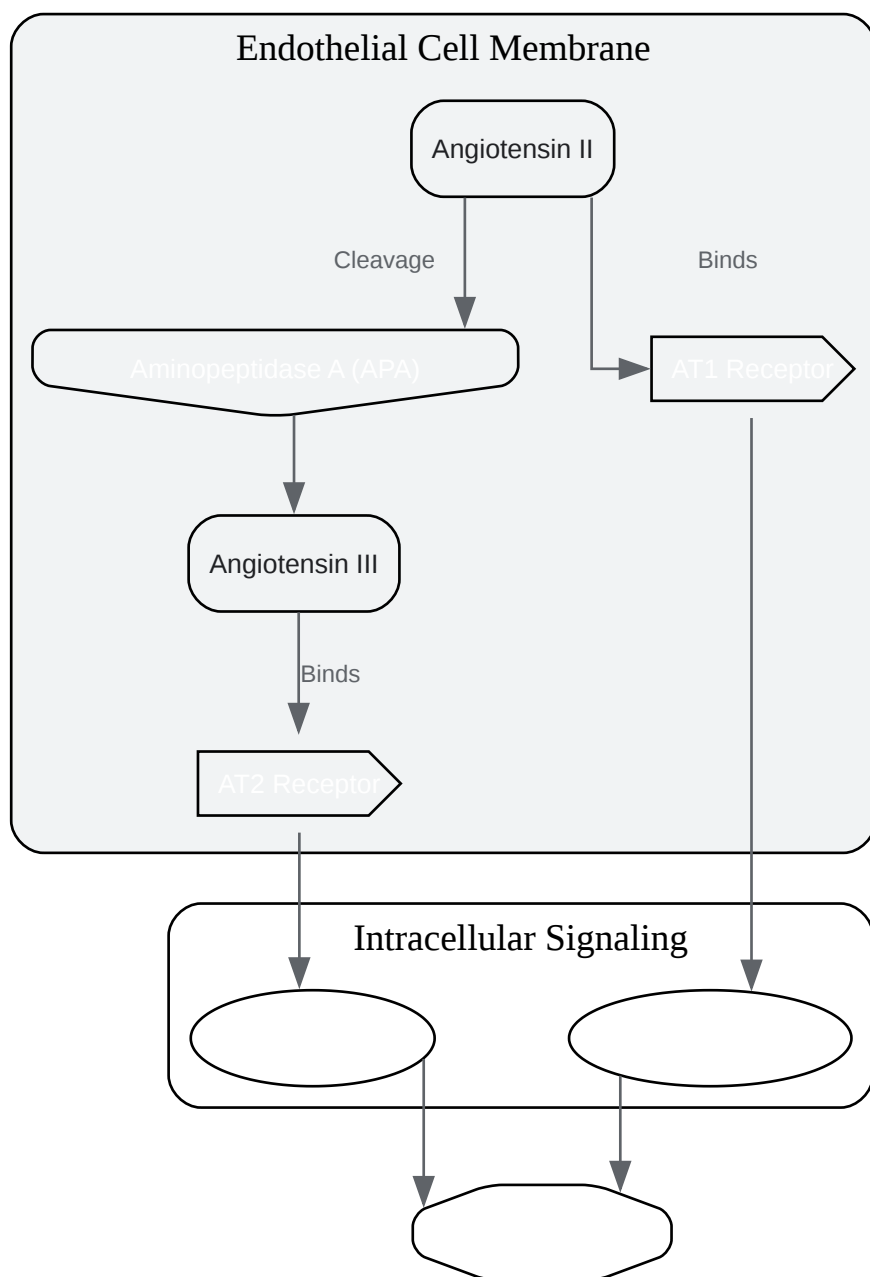 Endothelial Cell Membrane
Angiotensin II
Cleavage
Binds
Aminopeptidase A (APA)
AT1 Receptor
Angiotensin III
Binds
AT2 Receptor
Intracellular Signaling